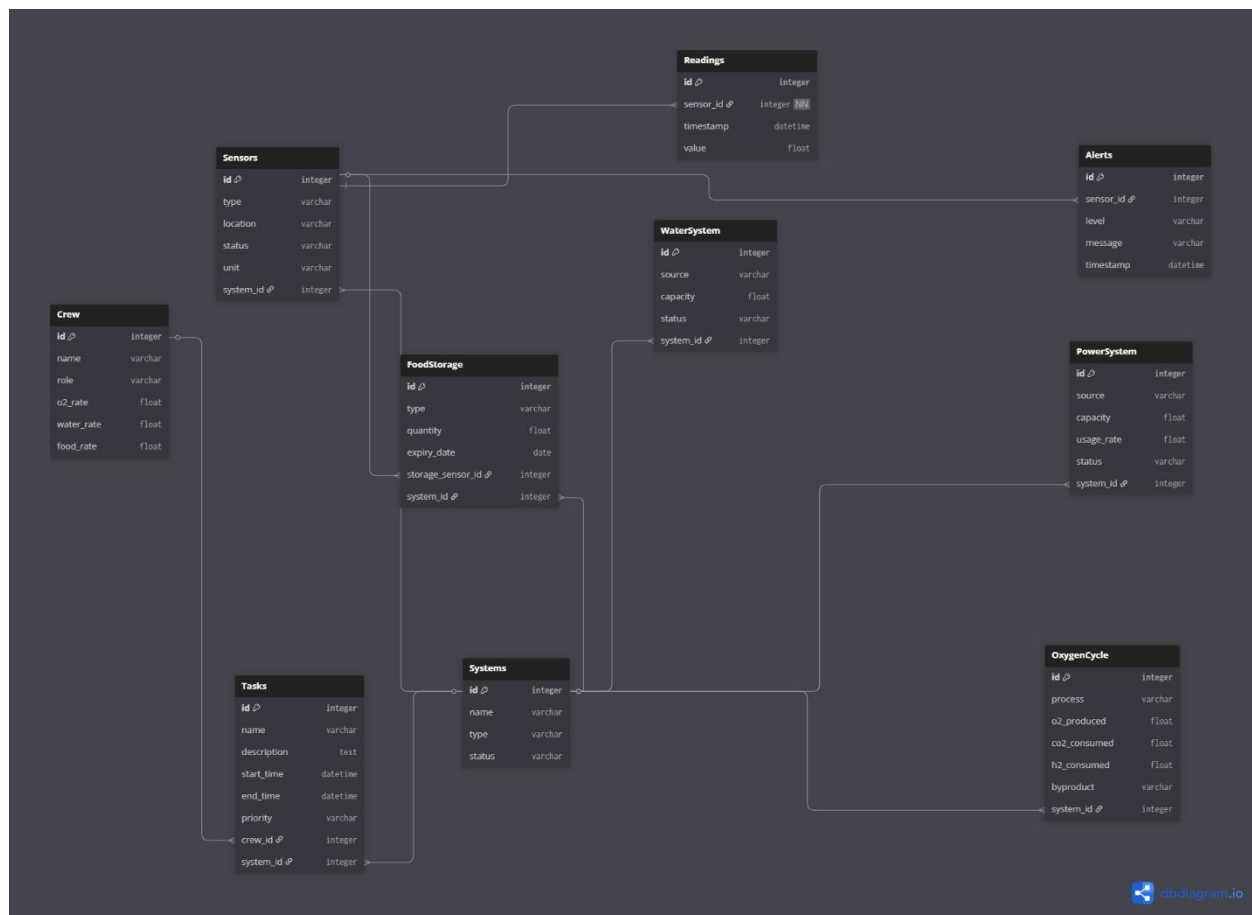 Readings
id integer
sensor_id integer NN
timestamp datetime
value float
Sensors
id integer
type varchar
location varchar
status varchar
unit varchar
system_id integer
Alerts
id integer
sensor_id integer
level varchar
message varchar
timestamp datetime
WaterSystem
id integer
source varchar
capacity float
status varchar
system_id integer
Crew
id integer
name varchar
role varchar
o2_rate float
water_rate float
food_rate float
FoodStorage
id integer
type varchar
quantity float
expiry_date date
storage_sensor_id integer
system_id integer
PowerSystem
id integer
source varchar
capacity float
usage_rate float
status varchar
system_id integer
Tasks
id integer
name varchar
description text
start_time datetime
end_time datetime
priority varchar
crew_id integer
system_id integer
Systems
id integer
name varchar
type varchar
status varchar
OxygenCycle
id integer
process varchar
o2_produced float
co2_consumed float
h2_consumed float
byproduct varchar
system_id integer
dbdiagram.io